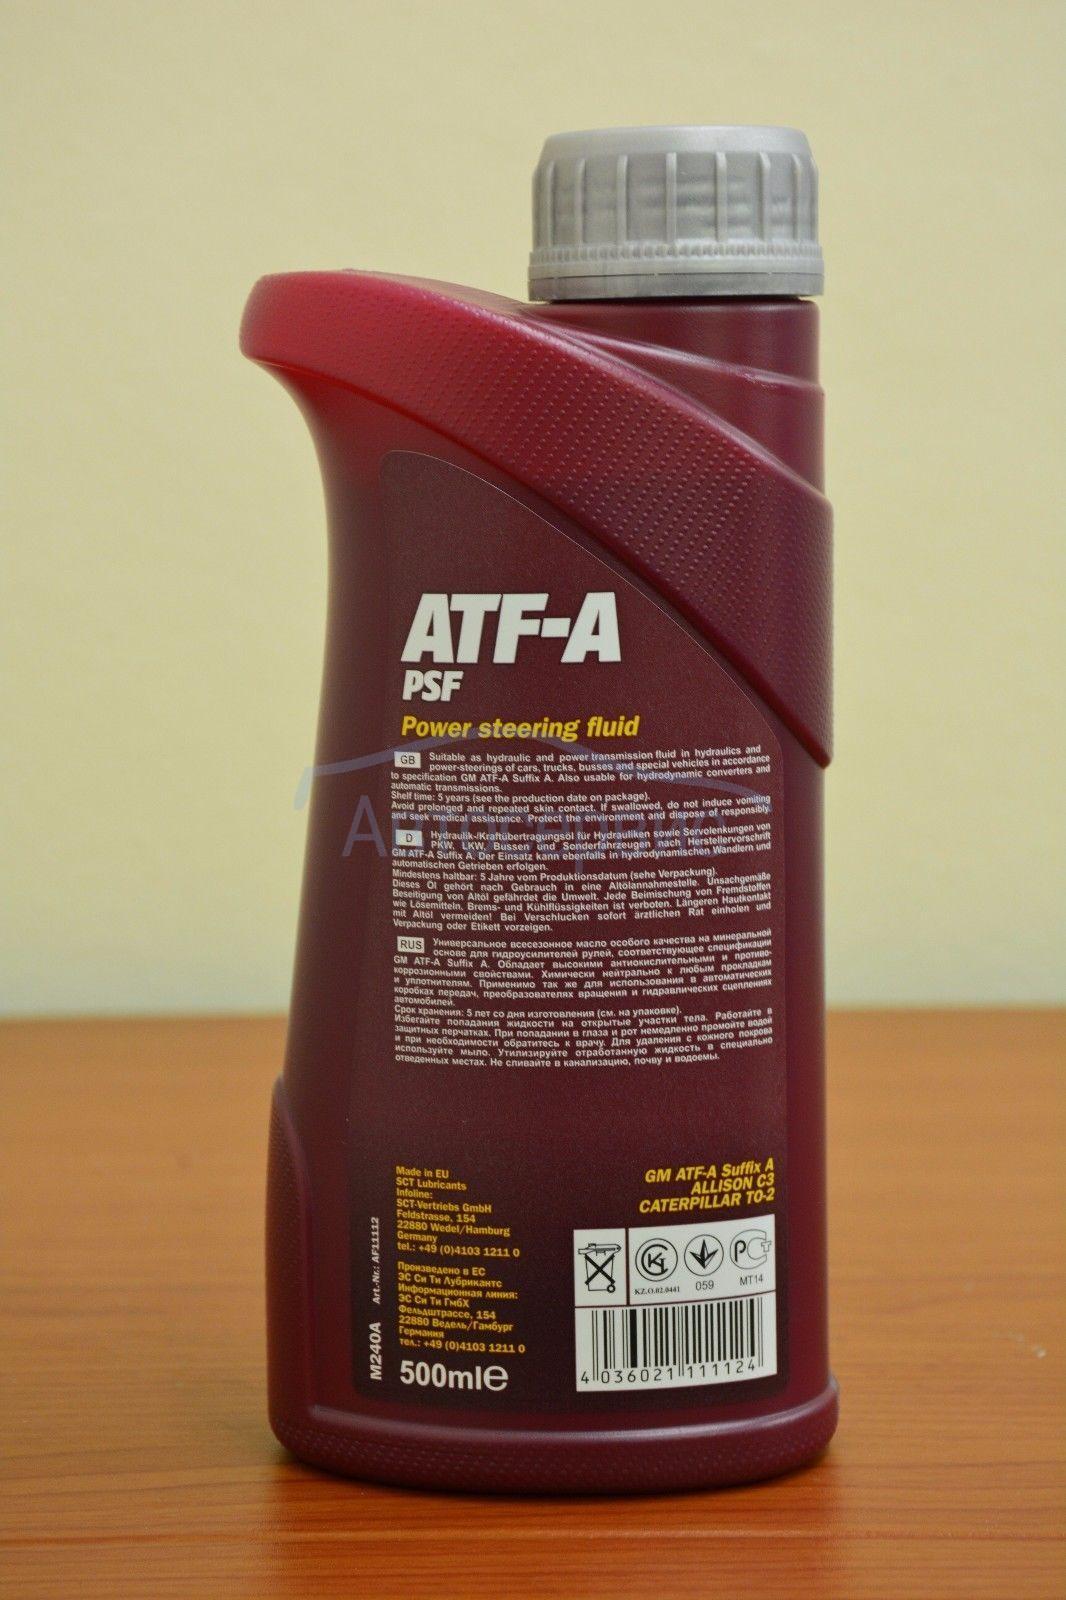 ATF-A
PSF
Power steering fluid
GB Suitable as hydraulic and power transmission fluid in hydraulics and
power-steerings of cars, trucks, busses and special vehicles in accordance
to specification GM ATF-A Suffix A. Also usable for hydrodynamic converters and
automatic transmissions.
Shelf time: 5 years (see the production date on package).
Avoid prolonged and repeated skin contact. If swallowed, do not induce vomiting
and seek medical assistance. Protect the environment and dispose of responsibly.
Автосервис
D Hydraulik-/Kraftübertragungsöl für Hydrauliken sowie Servolenkungen von
PKW, LKW, Bussen und Sonderfahrzeugen nach Herstellervorschrift
GM ATF-A Suffix A. Der Einsatz kann ebenfalls in hydrodynamischen Wandlern und
automatischen Getrieben erfolgen.
Mindestens haltbar: 5 Jahre vom Produktionsdatum (sehe Verpackung).
Dieses Öl gehört nach Gebrauch in eine Altölannahmestelle. Unsachgemäße
Beseitigung von Altöl gefährdet die Umwelt. Jede Beimischung von Fremdstoffen
wie Lösemitteln, Brems- und Kühlflüssigkeiten ist verboten. Längeren Hautkontakt
mit Altöl vermeiden! Bei Verschlucken sofort ärztlichen Rat einholen und
Verpackung oder Etikett vorzeigen.
RUS Универсальное всесезонное масло особого качества на минеральной
основе для гидроусилителей рулей, соответствующее спецификации
GM ATF-A Suffix A. Обладает высокими антиокислительными и противо-
коррозионными свойствами. Химически нейтрально к любым прокладкам
и уплотнителям. Применимо так же для использования в автоматических
коробках передач, преобразователях вращения и гидравлических сцеплениях
автомобилей.
Срок хранения: 5 лет со дня изготовления (см. на упаковке).
Избегайте попадания жидкости на открытые участки тела. Работайте в
защитных перчатках. При попадании в глаза и рот немедленно промойте водой
и при необходимости обратитесь к врачу. Для удаления с кожного покрова
используйте мыло. Утилизируйте отработанную жидкость в специально
отведенных местах. Не сливайте в канализацию, почву и водоемы.
Made in EU
SCT Lubricants
Infoline:
SCT-Vertriebs GmbH
Feldstrasse, 154
22880 Wedel/Hamburg
Germany
tel.: +49 (0)4103 1211 0
Произведено в ЕС
ЭС Си Ти Лубрикантс
Информационная линия:
ЭС Си Ти ГмбХ
Фельдштрассе, 154
22880 Ведель/Гамбург
Германия
тел.: +49 (0)4103 1211 0
M240A Art.-Nr.: AF11112
500ml℮
GM ATF-A Suffix A
ALLISON C3
CATERPILLAR TO-2
KZ.O.02.0441
059
РСТ
МТ14
4 036021 111124